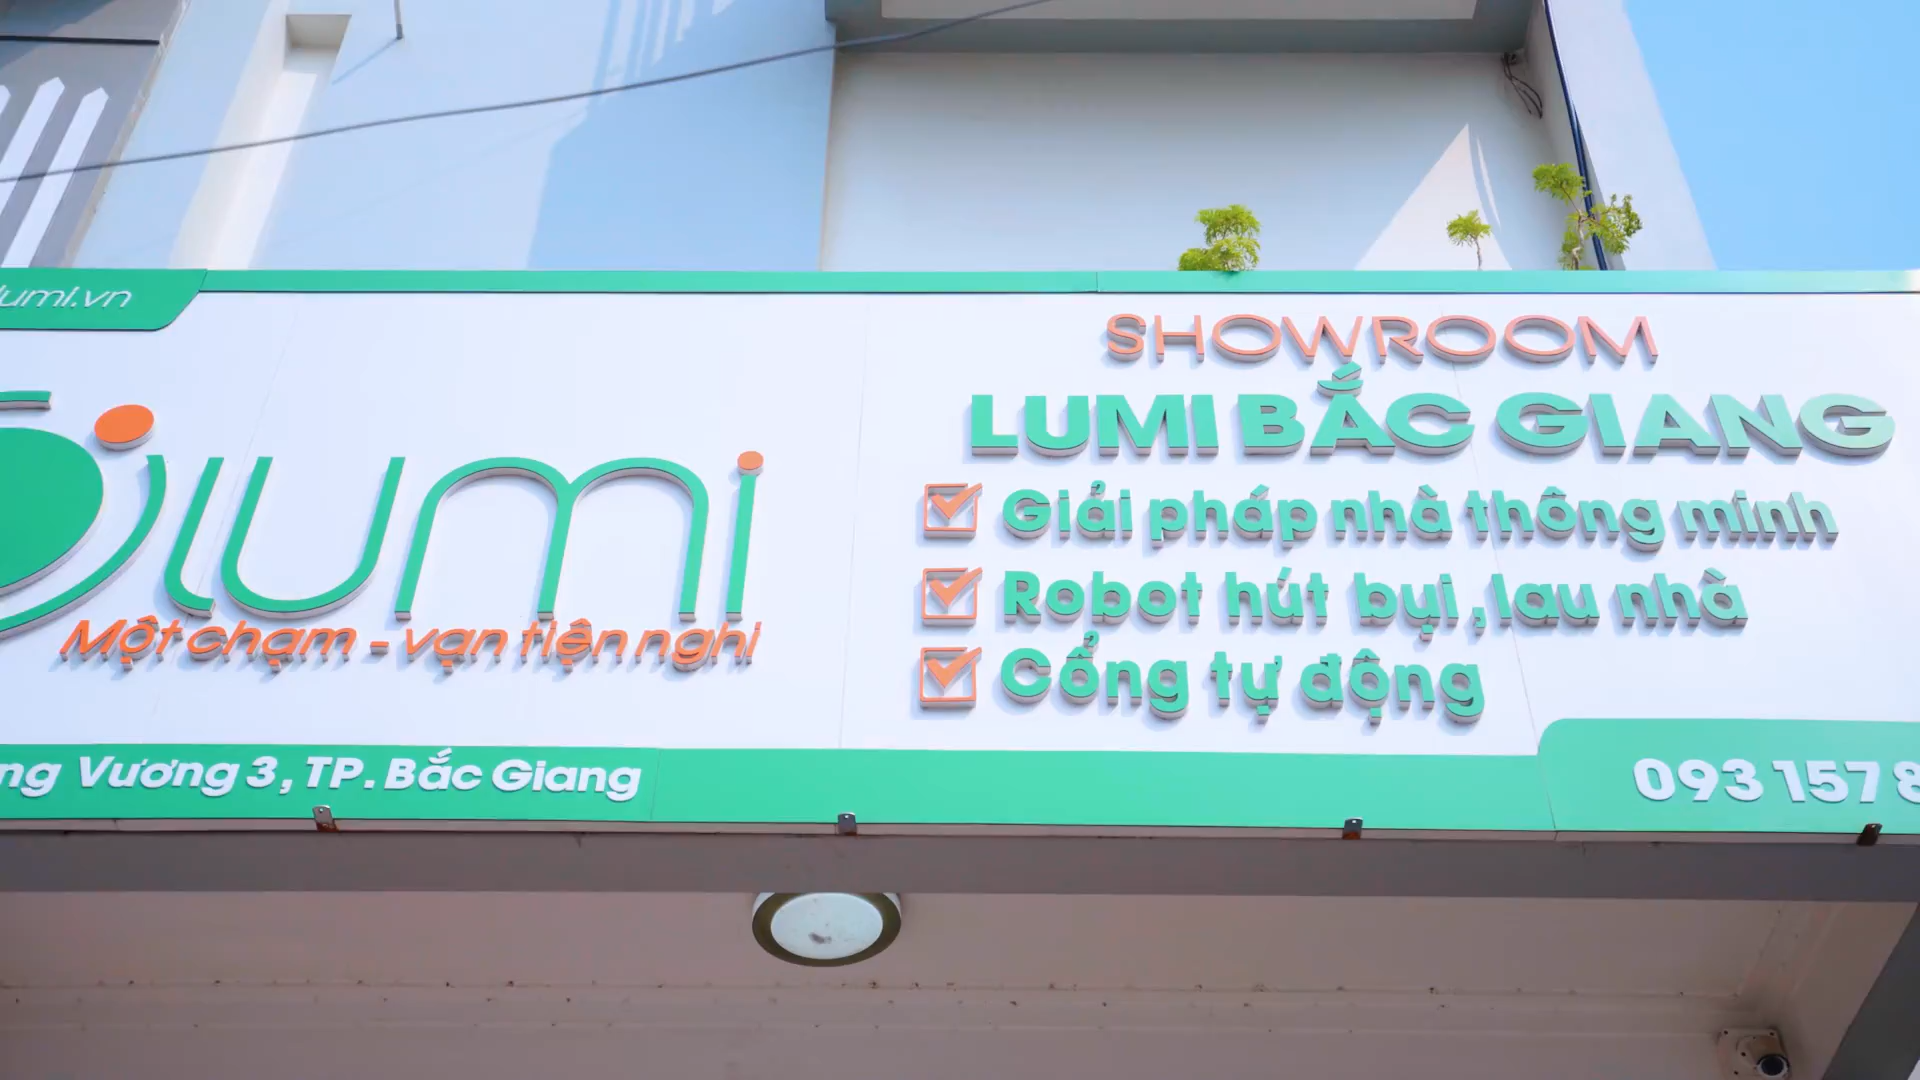 lumi.vn
lumi
Một chạm - vạn tiện nghi
SHOWROOM
LUMI BẮC GIANG
Giải pháp nhà thông minh
Robot hút bụi, lau nhà
Cổng tự động
Vương 3, TP. Bắc Giang
093 157 8